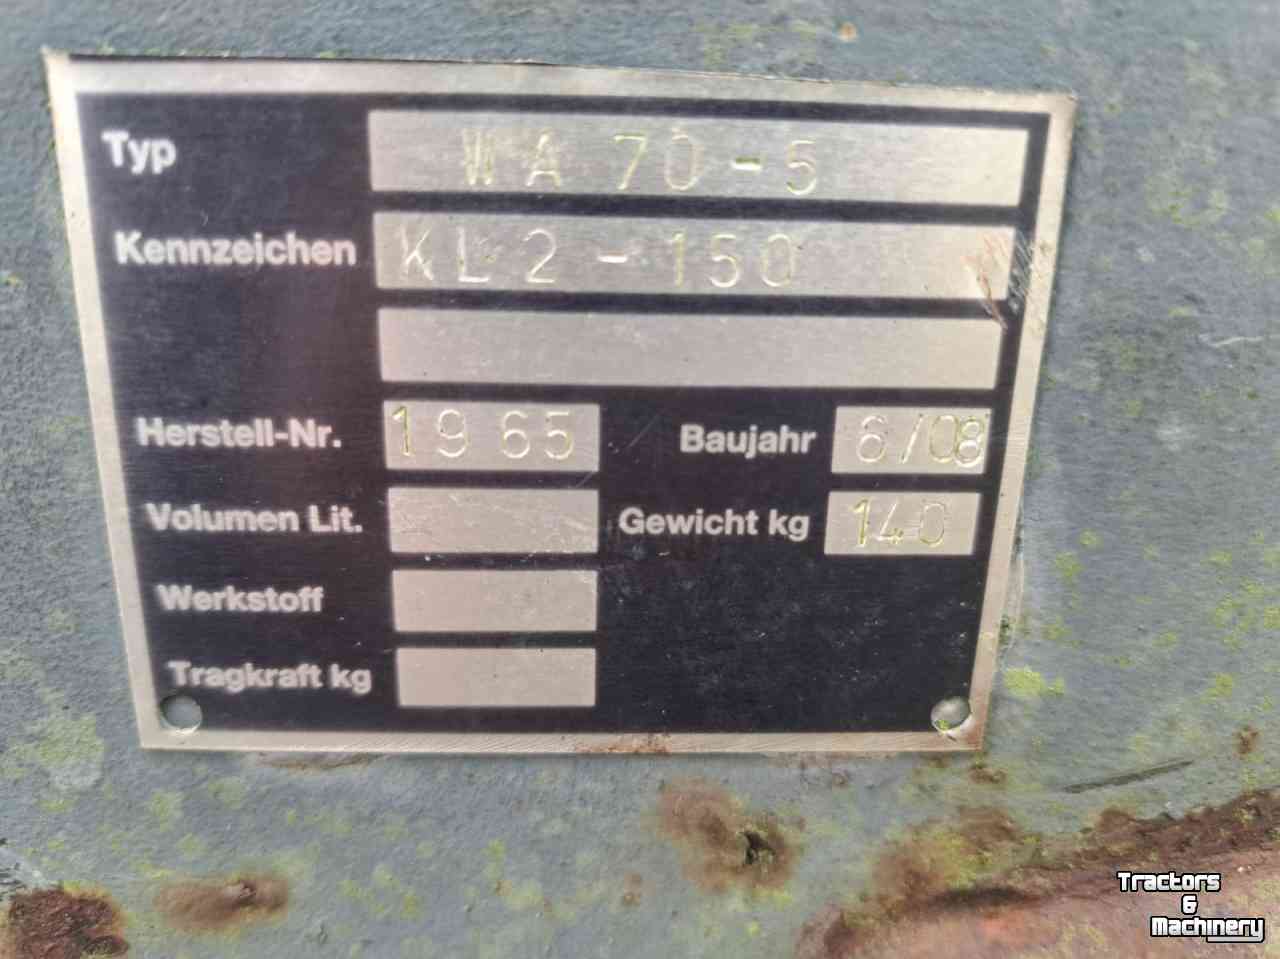 Typ WA 70-5
Kennzeichen KL 2 - 150
Herstell-Nr. 1965 Baujahr 6/08
Volumen Lit. Gewicht kg 140
Werkstoff
Tragkraft kg
Tractors
&
Machinery